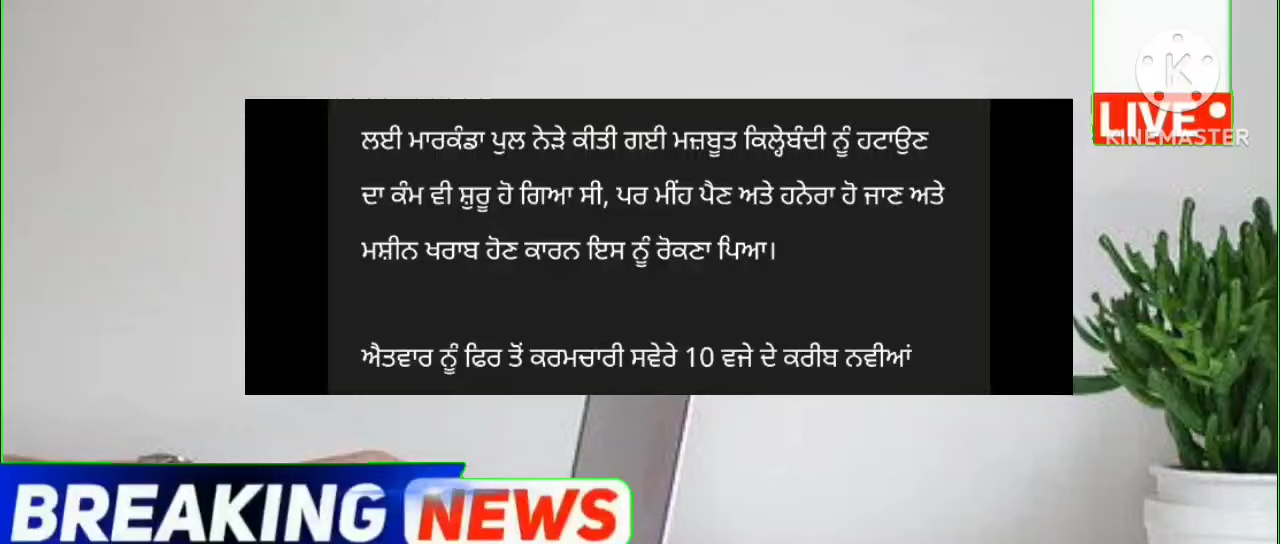 LIVE
KINEMASTER
ਲਈ ਮਾਰਕੰਡਾ ਪੁਲ ਨੇੜੇ ਕੀਤੀ ਗਈ ਮਜ਼ਬੂਤ ਕਿਲ੍ਹੇਬੰਦੀ ਨੂੰ ਹਟਾਉਣ
ਦਾ ਕੰਮ ਵੀ ਸ਼ੁਰੂ ਹੋ ਗਿਆ ਸੀ, ਪਰ ਮੀਂਹ ਪੈਣ ਅਤੇ ਹਨੇਰਾ ਹੋ ਜਾਣ ਅਤੇ
ਮਸ਼ੀਨ ਖਰਾਬ ਹੋਣ ਕਾਰਨ ਇਸ ਨੂੰ ਰੋਕਣਾ ਪਿਆ।
ਐਤਵਾਰ ਨੂੰ ਫਿਰ ਤੋਂ ਕਰਮਚਾਰੀ ਸਵੇਰੇ 10 ਵਜੇ ਦੇ ਕਰੀਬ ਨਵੀਆਂ
BREAKING NEWS